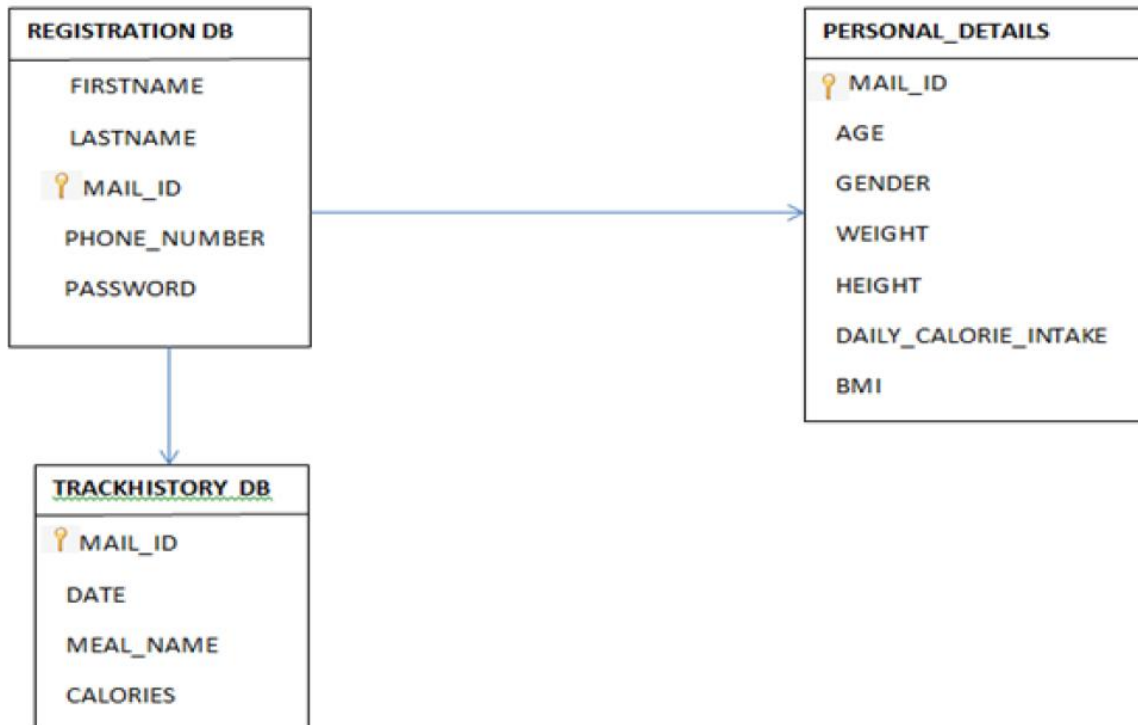 REGISTRATION DB
FIRSTNAME
LASTNAME
MAIL_ID
PHONE_NUMBER
PASSWORD
PERSONAL_DETAILS
MAIL_ID
AGE
GENDER
WEIGHT
HEIGHT
DAILY_CALORIE_INTAKE
BMI
TRACKHISTORY_DB
MAIL_ID
DATE
MEAL_NAME
CALORIES